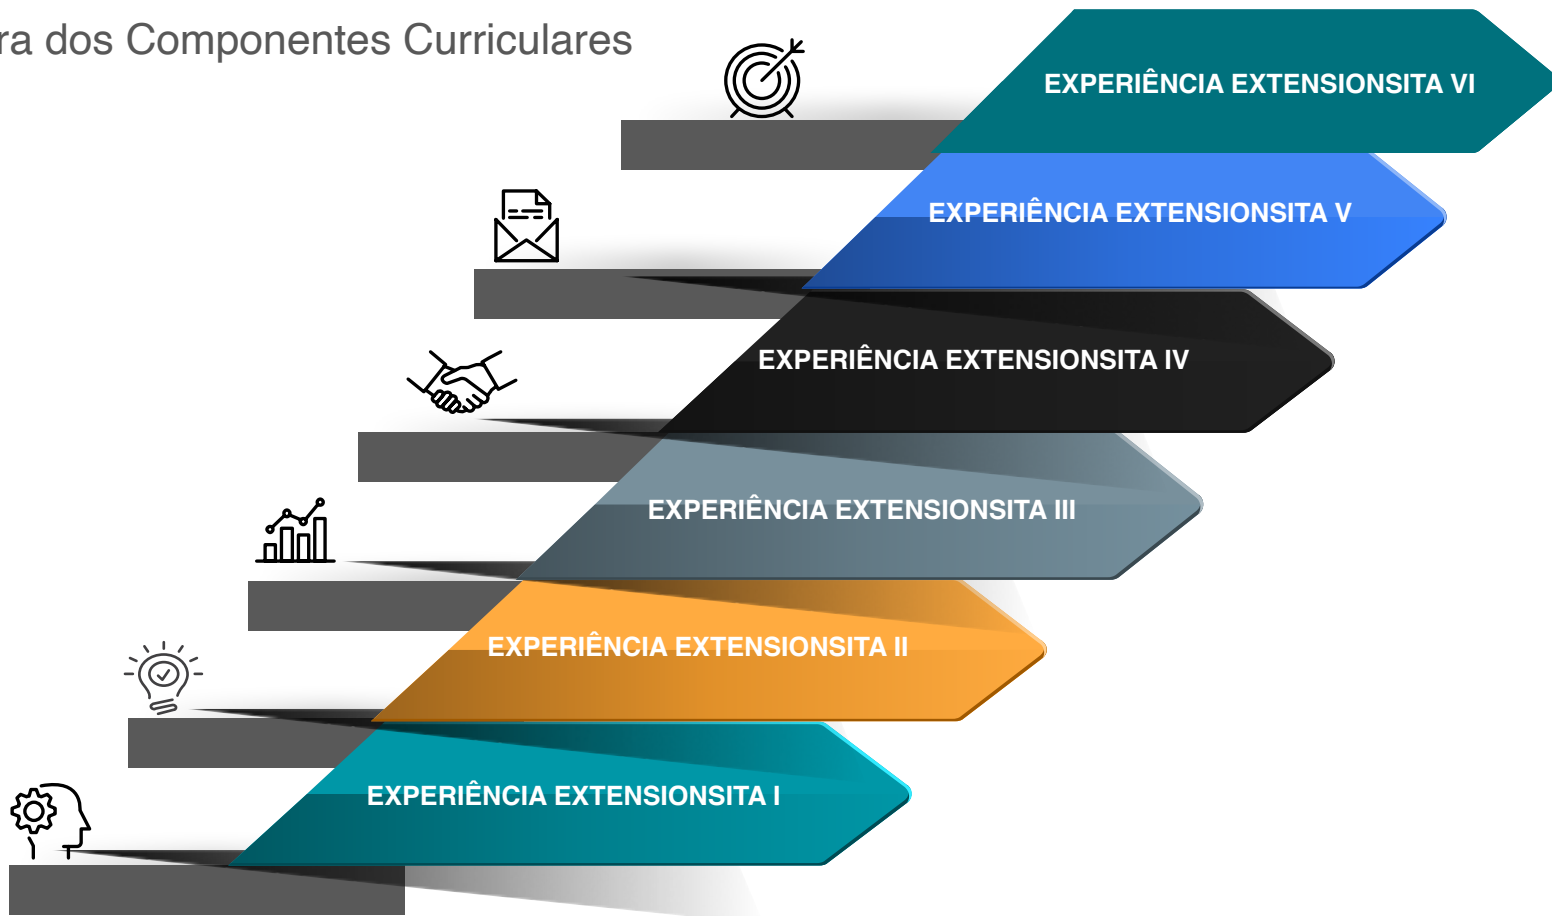 ra dos Componentes Curriculares
EXPERIÊNCIA EXTENSIONSITA VI
EXPERIÊNCIA EXTENSIONSITA V
EXPERIÊNCIA EXTENSIONSITA IV
EXPERIÊNCIA EXTENSIONSITA III
EXPERIÊNCIA EXTENSIONSITA II
EXPERIÊNCIA EXTENSIONSITA I